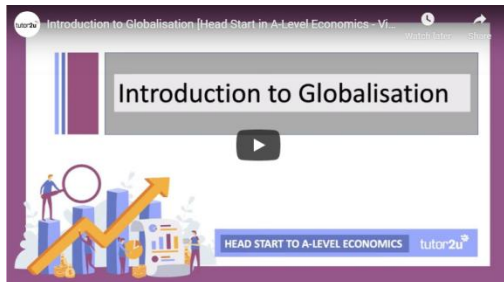 tutor2u
Introduction to Globalisation [Head Start in A-Level Economics - Vi...
Watch later
Share
Introduction to Globalisation
HEAD START TO A-LEVEL ECONOMICS
tutor2u